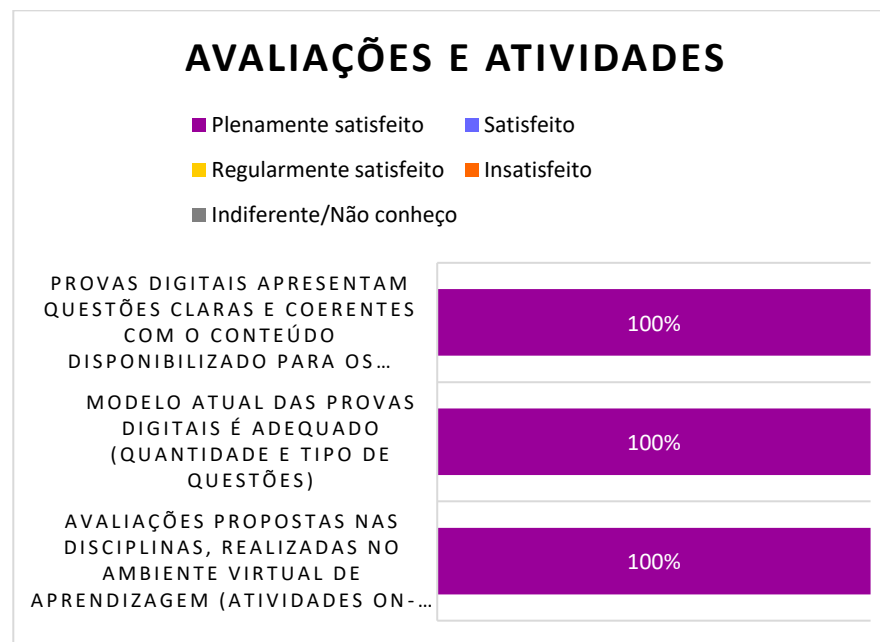 AVALIAÇÕES E ATIVIDADES
Plenamente satisfeito
Satisfeito
Regularmente satisfeito
Insatisfeito
Indiferente/Não conheço
PROVAS DIGITAIS APRESENTAM
QUESTÕES CLARAS E COERENTES
COM O CONTEÚDO
DISPONIBILIZADO PARA OS...
100%
MODELO ATUAL DAS PROVAS
DIGITAIS É ADEQUADO
(QUANTIDADE E TIPO DE
QUESTÕES)
100%
AVALIAÇÕES PROPOSTAS NAS
DISCIPLINAS, REALIZADAS NO
AMBIENTE VIRTUAL DE
APRENDIZAGEM (ATIVIDADES ON-...
100%